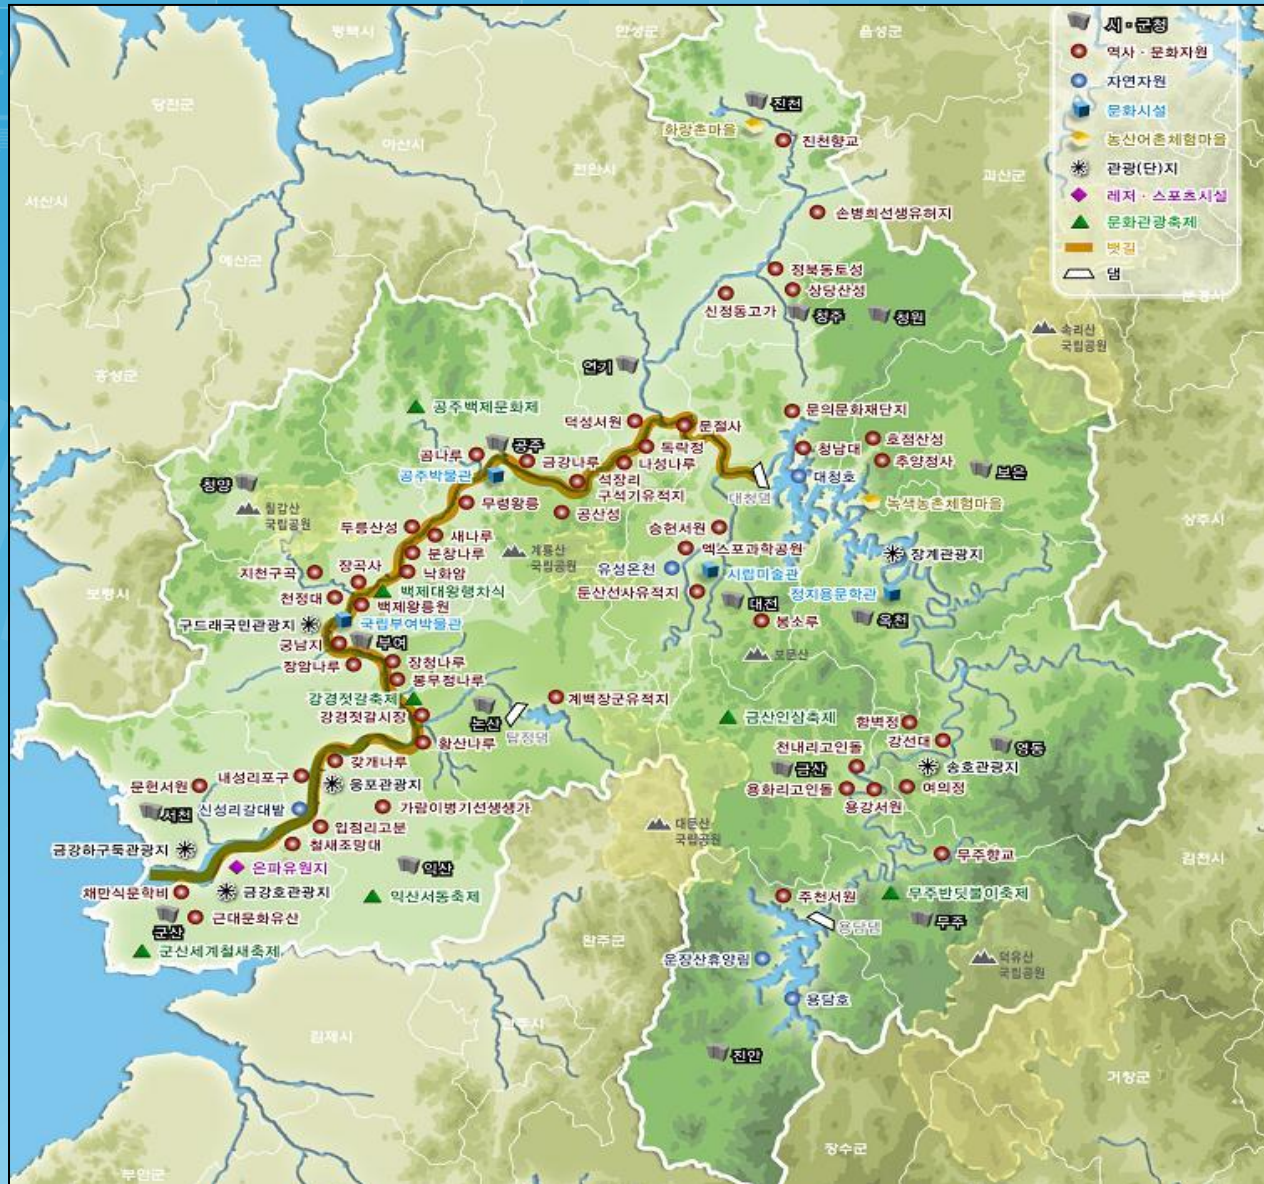 평택시
안성군
음성군
시·군청
역사·문화자원
자연자원
문화시설
농산어촌체험마을
관광(단)지
레저·스포츠시설
문화관광축제
뱃길
댐
당진군
아산시
천안시
괴산군
서산시
예산군
홍성군
문경시
진천
화랑촌마을
진천향교
손병희선생유허지
정북동토성
상당산성
신정동고가
청주
청원
속리산
국립공원
연기
공주백제문화제
덕성서원
문절사
문의문화재단지
독락정
청남대
호점산성
추양정사
보은
곰나루
공주
금강나루
나성나루
공주박물관
석장리
구석기유적지
대청댐
대청호
녹색농촌체험마을
청양
칠갑산
국립공원
무령왕릉
공산성
상주시
두릉산성
새나루
문창나루
계룡산
국립공원
승현서원
엑스포과학공원
장계관광지
유성온천
시립미술관
지천구곡
장곡사
낙화암
둔산선사유적지
정지용문학관
보령시
천정대
백제대왕행차식
백제왕릉원
대전
봉소루
옥천
구드래국민관광지
국립부여박물관
궁남지
부여
보문산
장암나루
장청나루
봉무정나루
강경젓갈축제
계백장군유적지
강경젓갈시장
논산
탑정댐
금산인삼축제
함벽정
강선대
영동
황산나루
천내리고인돌
갖개나루
금산
송호관광지
내성리포구
웅포관광지
문헌서원
용화리고인돌
여의정
용강서원
서천
신성리갈대밭
가람이병기선생생가
입점리고분
대둔산
국립공원
철새조망대
금강하구둑관광지
무주향교
김천시
은파유원지
익산
채만식문학비
금강호관광지
익산서동축제
주천서원
무주반딧불이축제
군산
근대문화유산
용담댐
무주
군산세계철새축제
완주군
운장산휴양림
덕유산
국립공원
용담호
김제시
전주시
진안
거창군
장수군
부안군